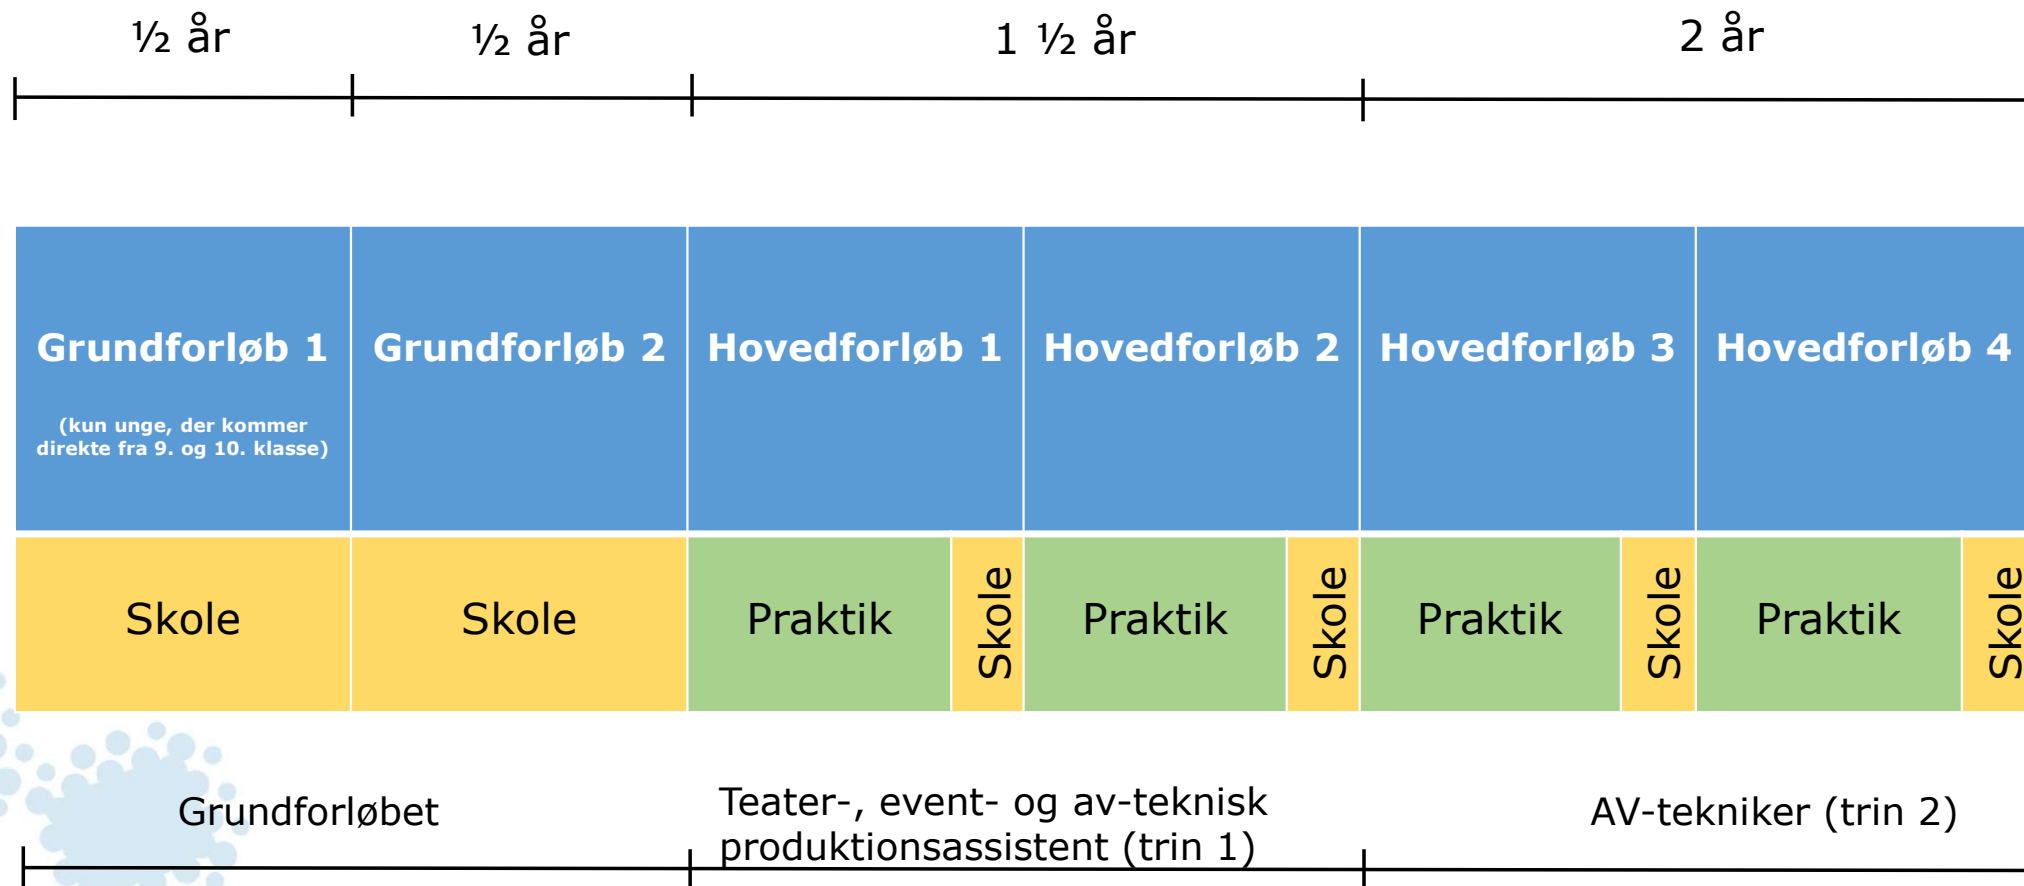 ½ år
½ år
1 ½ år
2 år
Grundforløb 1
(kun unge, der kommer
direkte fra 9. og 10. klasse)
Grundforløb 2
Hovedforløb 1
Hovedforløb 2
Hovedforløb 3
Hovedforløb 4
Skole
Skole
Praktik
Skole
Praktik
Skole
Praktik
Skole
Praktik
Skole
Grundforløbet
Teater-, event- og av-teknisk
produktionsassistent (trin 1)
AV-tekniker (trin 2)